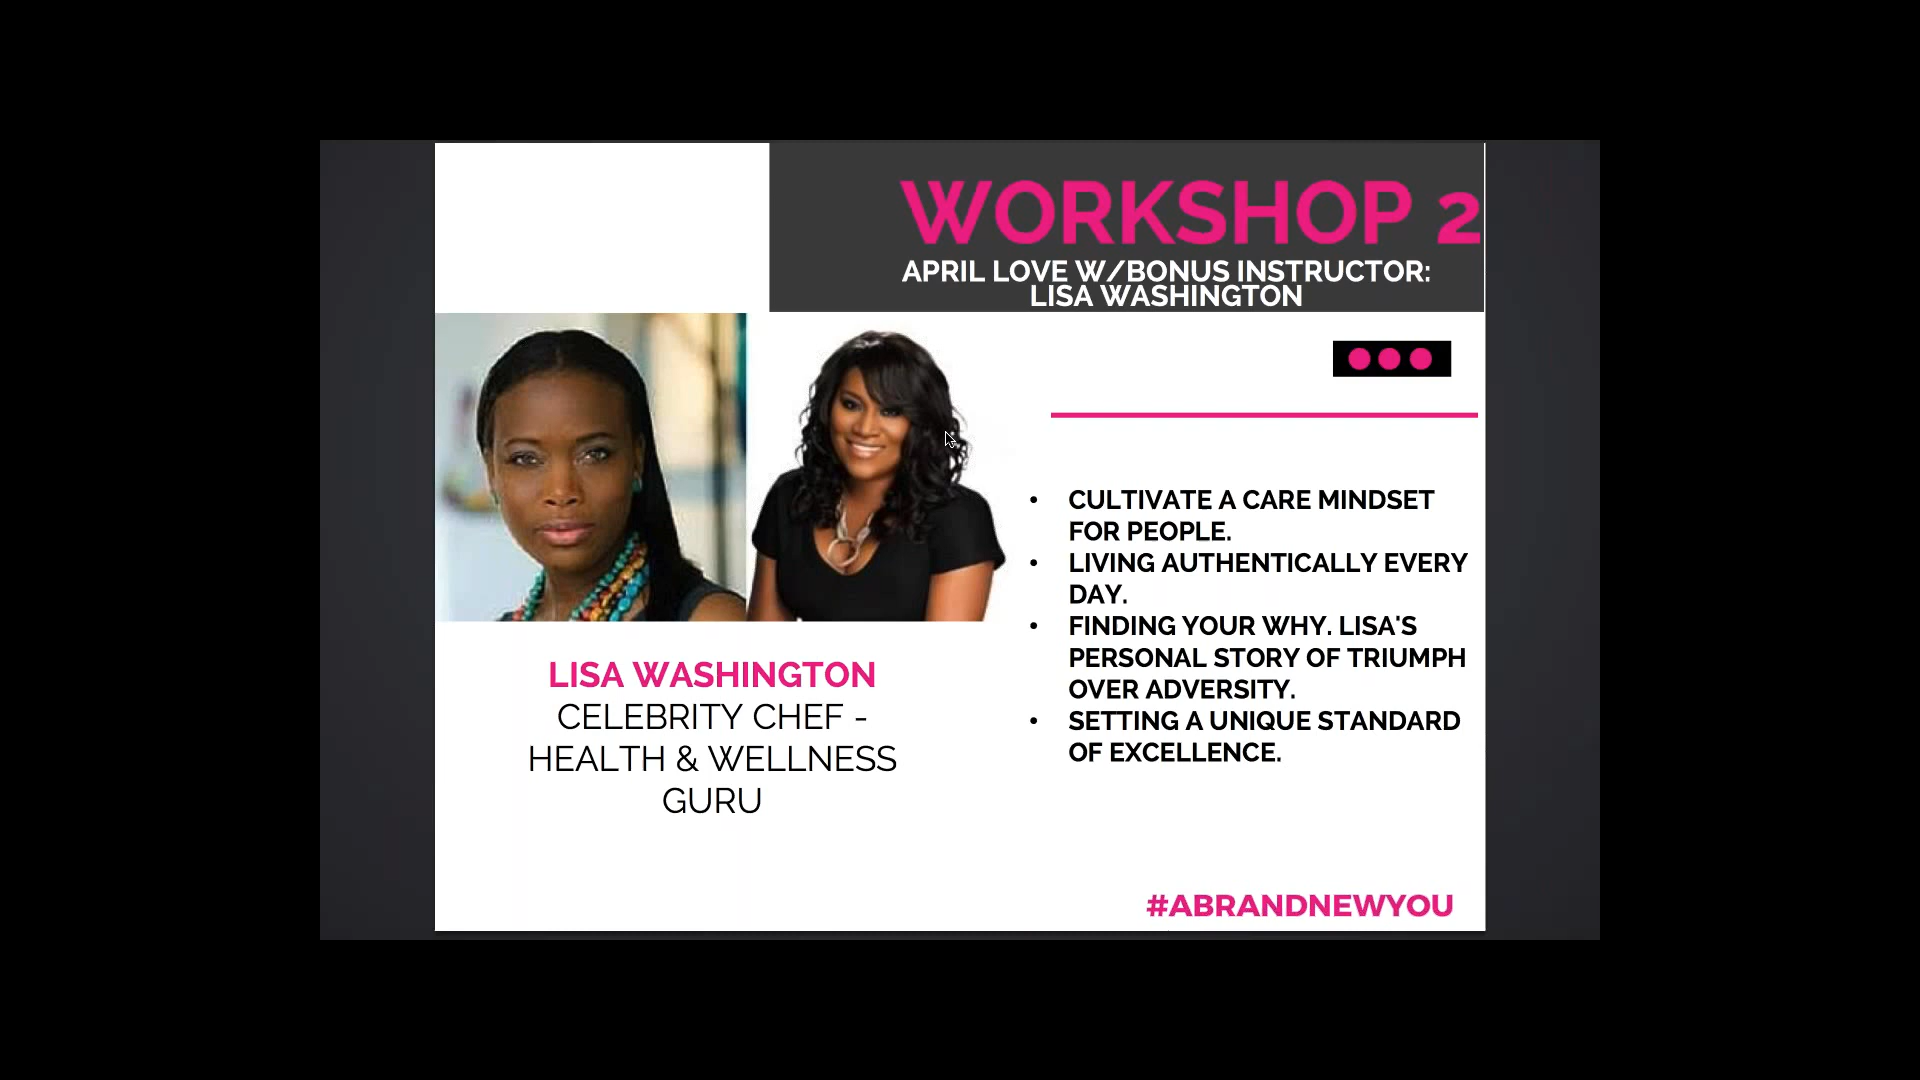 WORKSHOP 2
APRIL LOVE W/BONUS INSTRUCTOR:
LISA WASHINGTON
LISA WASHINGTON
CELEBRITY CHEF -
HEALTH & WELLNESS
GURU
• CULTIVATE A CARE MINDSET
FOR PEOPLE.
• LIVING AUTHENTICALLY EVERY
DAY.
• FINDING YOUR WHY. LISA'S
PERSONAL STORY OF TRIUMPH
OVER ADVERSITY.
• SETTING A UNIQUE STANDARD
OF EXCELLENCE.
#ABRANDNEWYOU